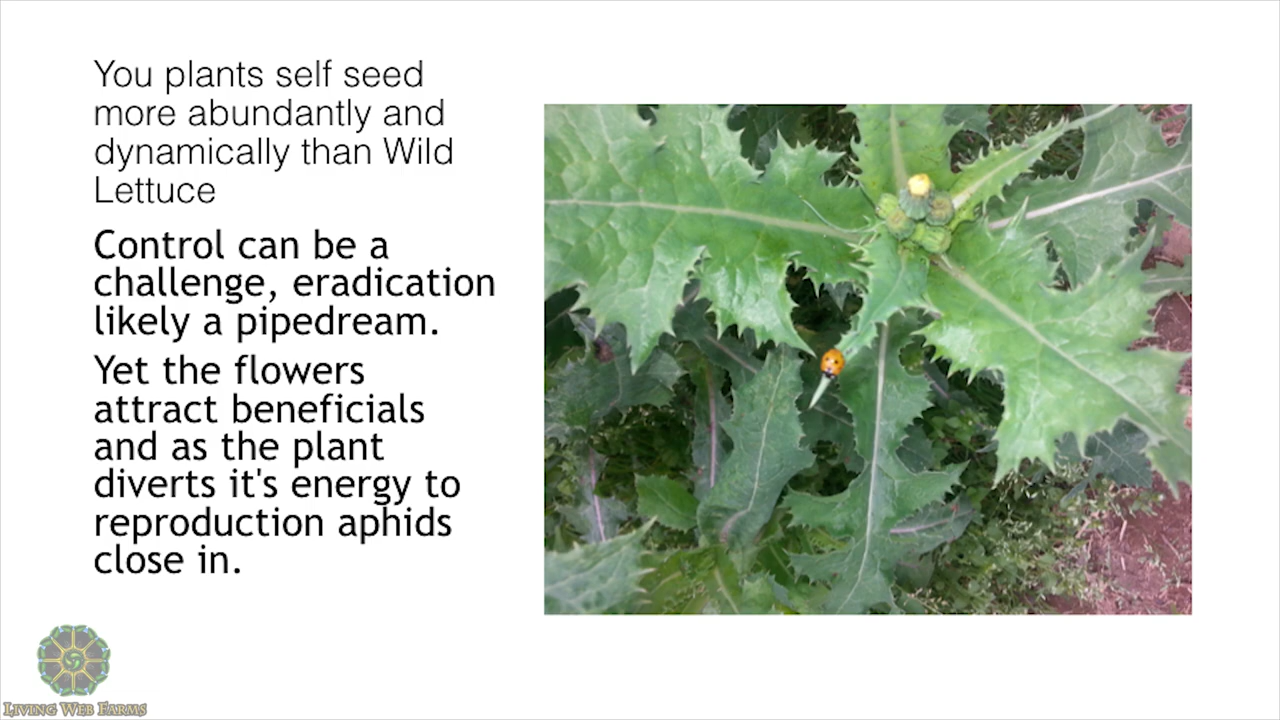 You plants self seed
more abundantly and
dynamically than Wild
Lettuce
Control can be a
challenge, eradication
likely a pipedream.
Yet the flowers
attract beneficials
and as the plant
diverts it's energy to
reproduction aphids
close in.
Living Web Farms